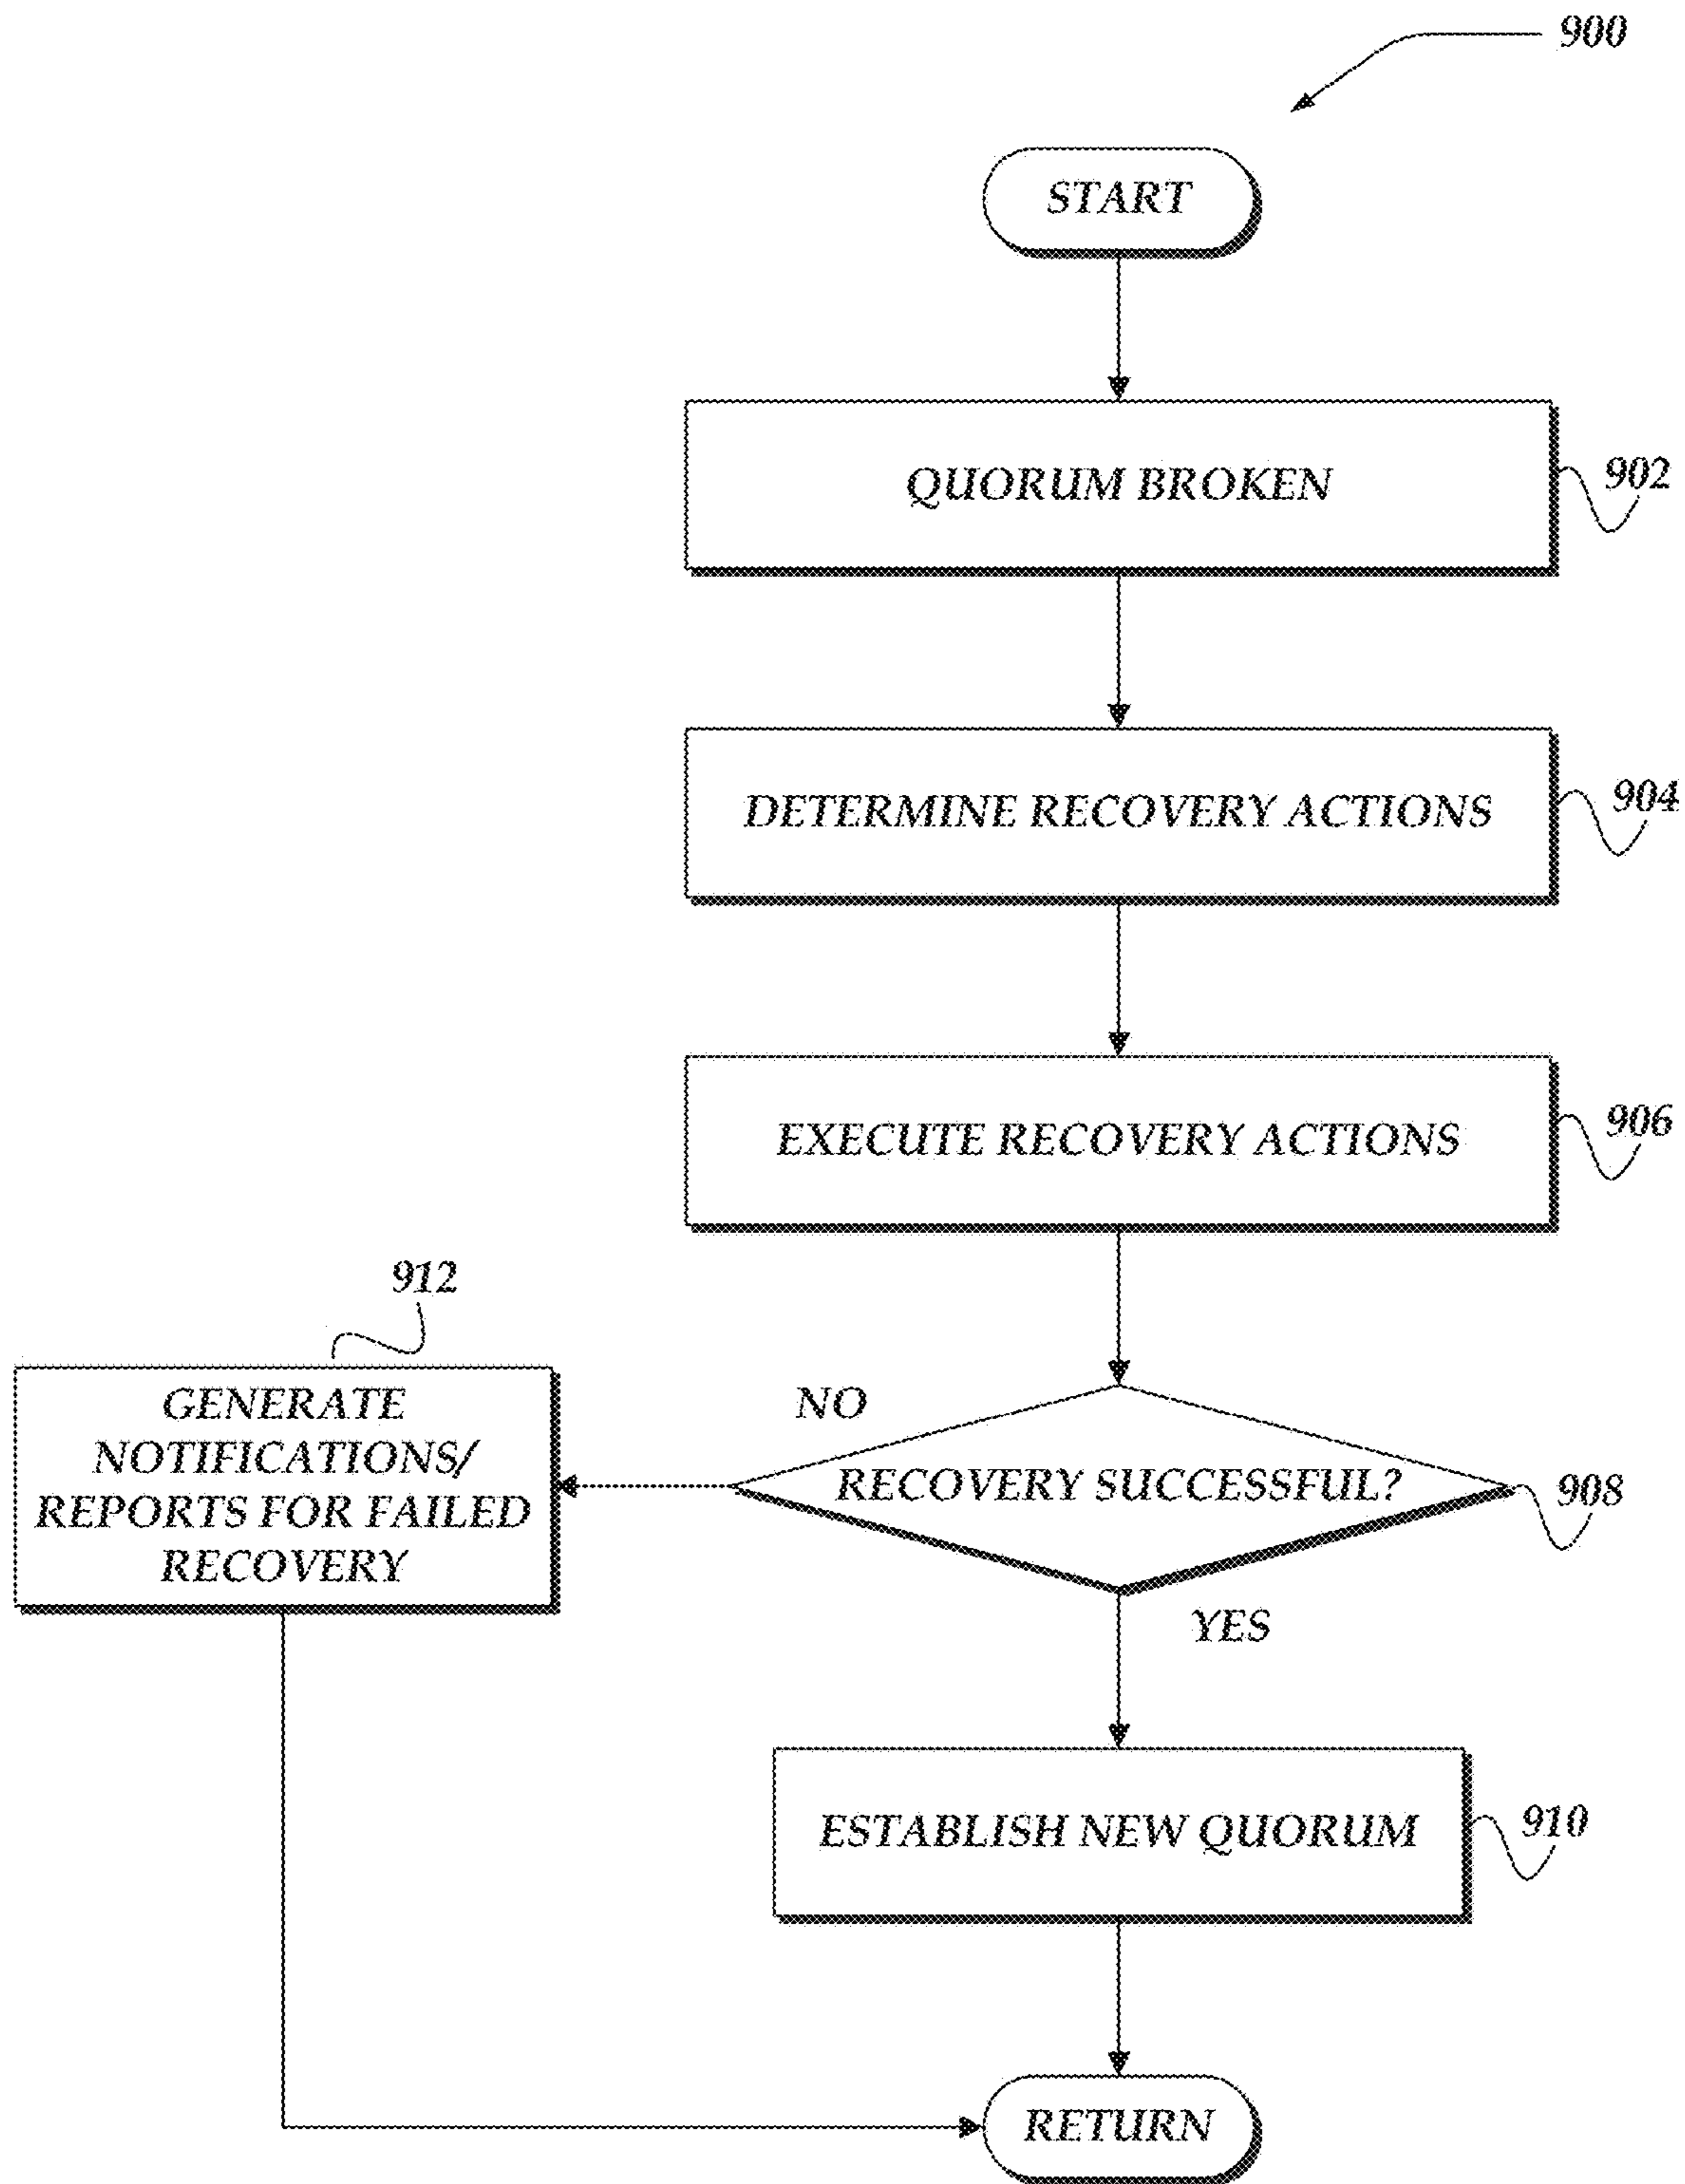 900
START
QUORUM BROKEN
902
DETERMINE RECOVERY ACTIONS
904
EXECUTE RECOVERY ACTIONS
906
912
GENERATE
NOTIFICATIONS/
REPORTS FOR FAILED
RECOVERY
NO
RECOVERY SUCCESSFUL?
908
YES
ESTABLISH NEW QUORUM
910
RETURN